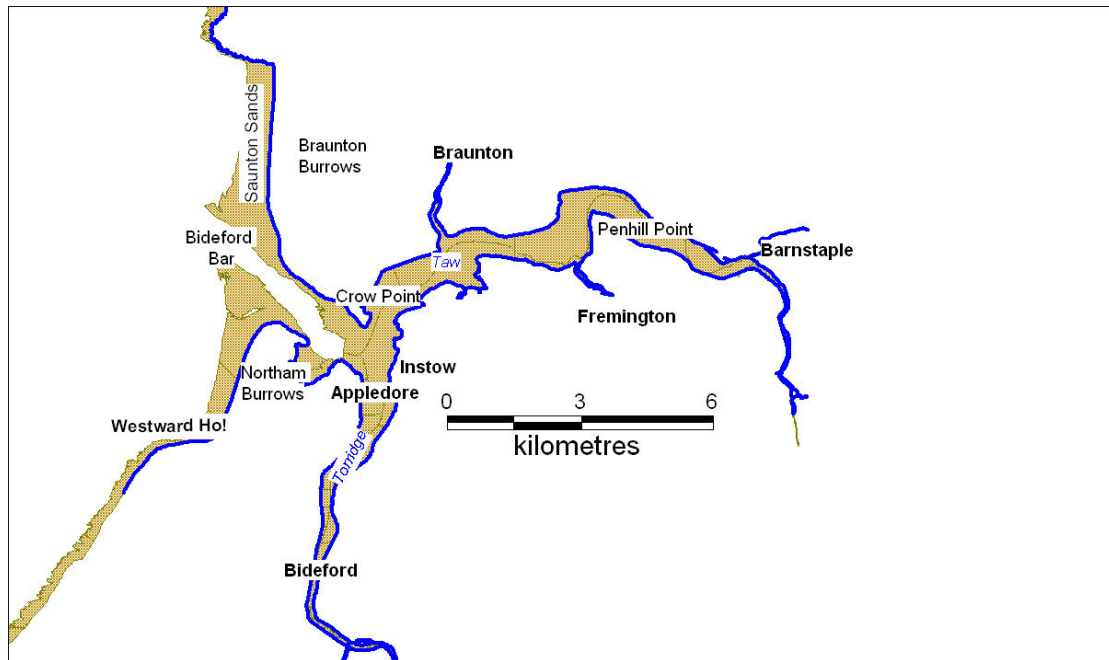 Saunton Sands
Braunton
Burrows
Braunton
Bideford
Bar
Taw
Penhill Point
Barnstaple
Crow Point
Fremington
Northam
Burrows
Instow
Appledore
Westward Ho!
0 3 6
kilometres
Torridge
Bideford